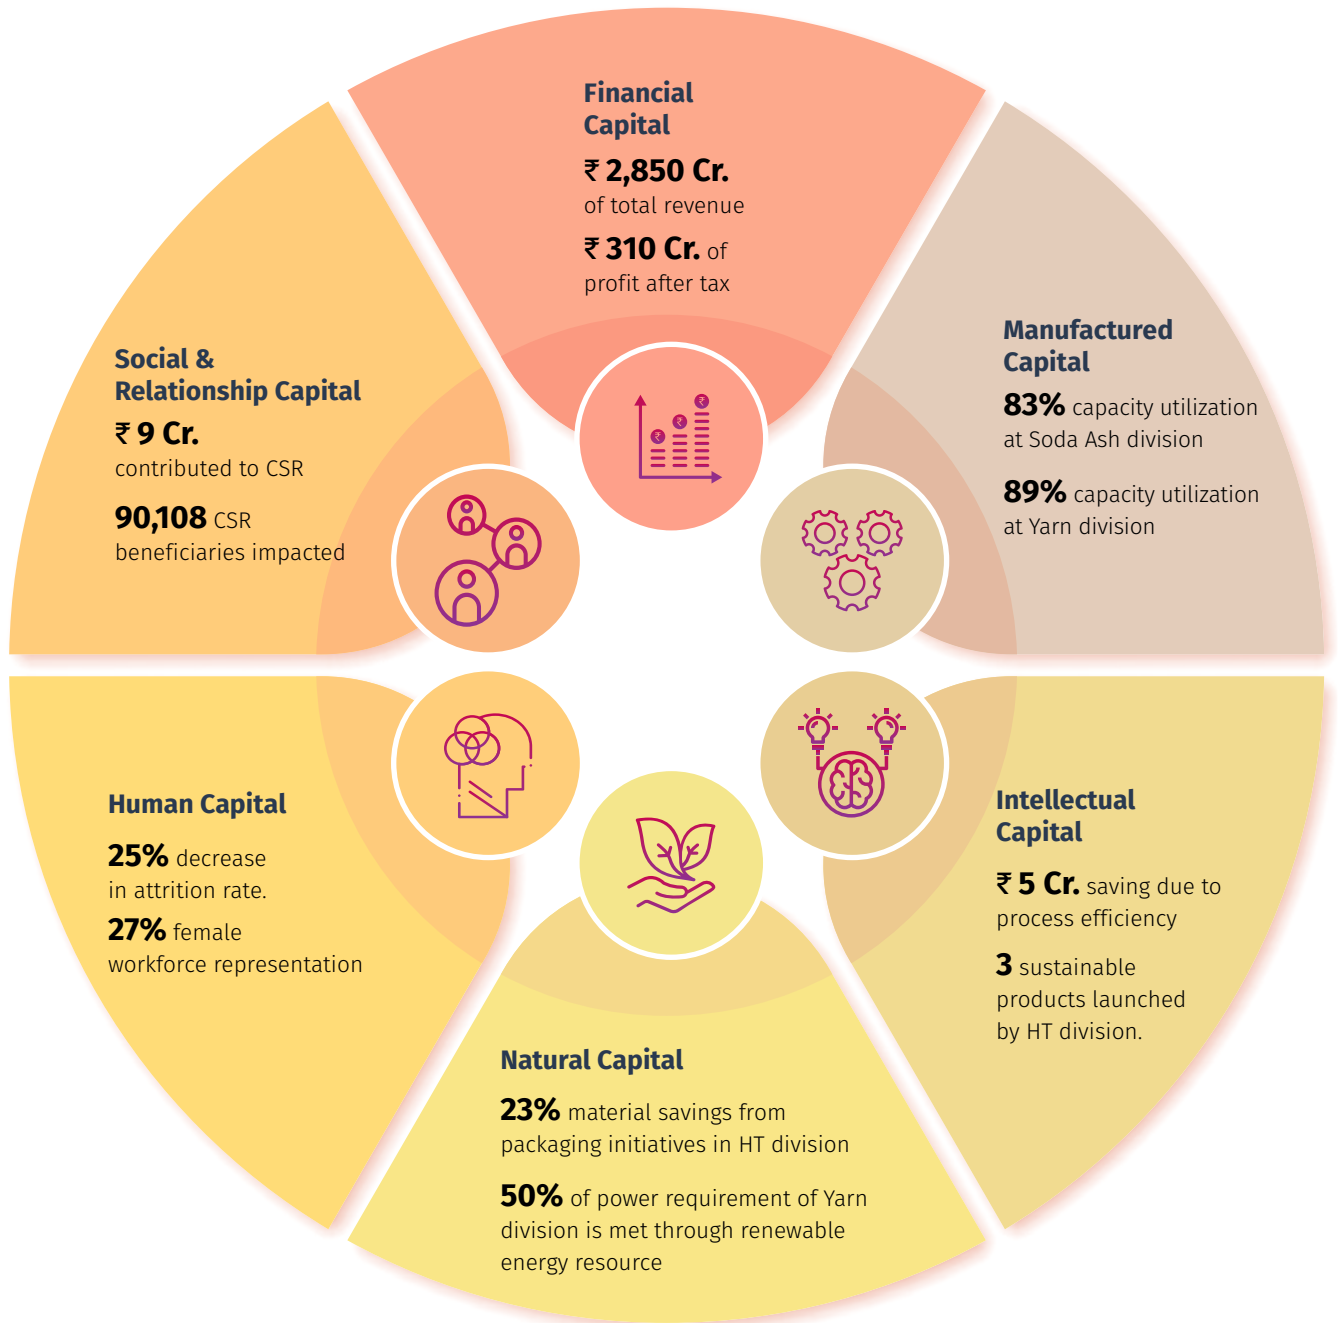 Financial
Capital
₹ 2,850 Cr.
of total revenue
₹ 310 Cr. of
profit after tax
Manufactured
Capital
83% capacity utilization
at Soda Ash division
89% capacity utilization
at Yarn division
Intellectual
Capital
₹ 5 Cr. saving due to
process efficiency
3 sustainable
products launched
by HT division.
Natural Capital
23% material savings from
packaging initiatives in HT division
50% of power requirement of Yarn
division is met through renewable
energy resource
Human Capital
25% decrease
in attrition rate.
27% female
workforce representation
Social &
Relationship Capital
₹ 9 Cr.
contributed to CSR
90,108 CSR
beneficiaries impacted
₹
₹
₹